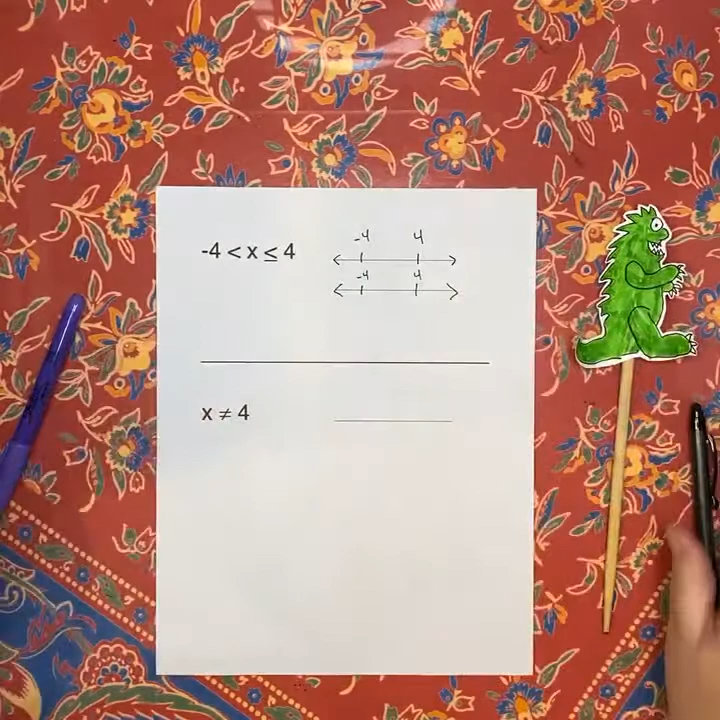 -4 < x ≤ 4
-4 4
-4 4
x ≠ 4